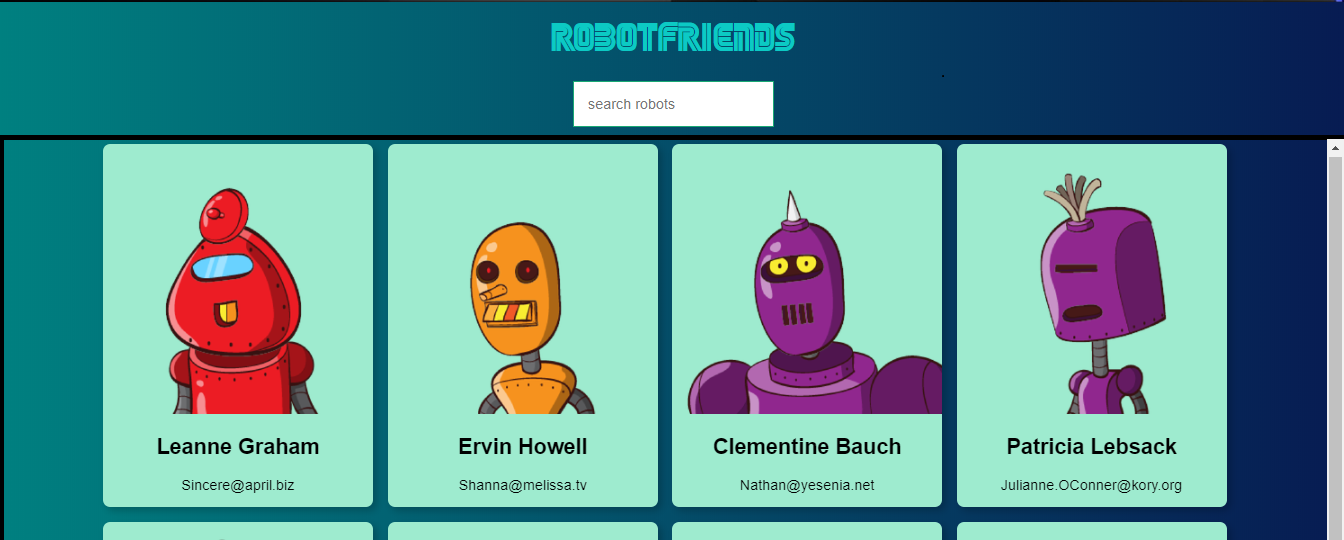 ROBOTFRIENDS
search robots
Leanne Graham
Sincere@april.biz
Ervin Howell
Shanna@melissa.tv
Clementine Bauch
Nathan@yesenia.net
Patricia Lebsack
Julianne.OConner@kory.org